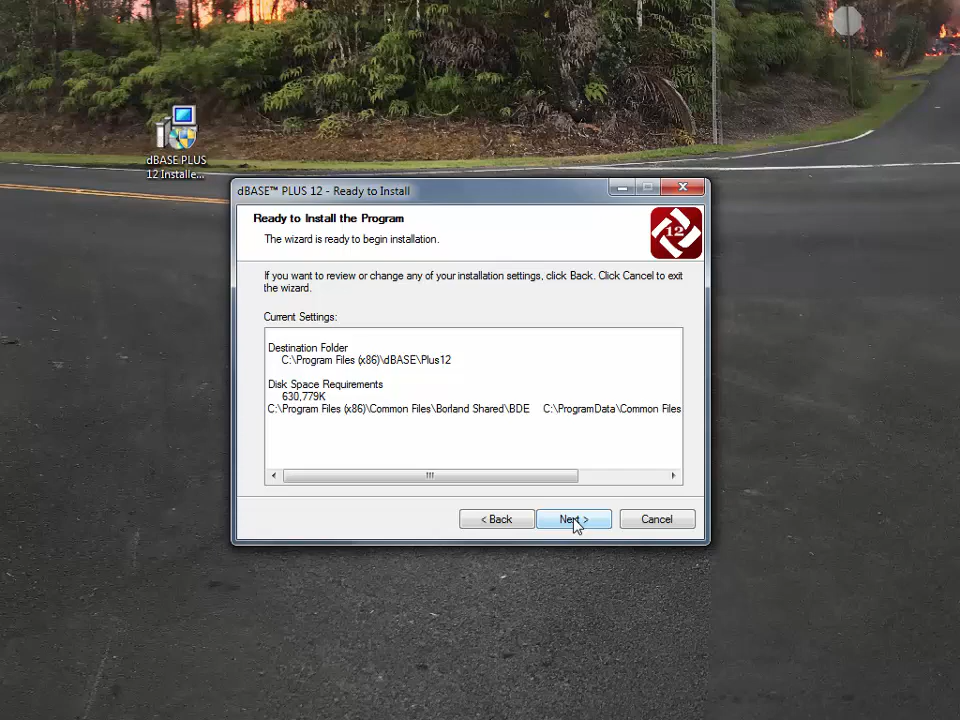 dBASE PLUS
12 Installe...
dBASE™ PLUS 12 - Ready to Install
Ready to Install the Program
The wizard is ready to begin installation.
12
If you want to review or change any of your installation settings, click Back. Click Cancel to exit
the wizard.
Current Settings:
Destination Folder
C:\Program Files (x86)\dBASE\Plus12
Disk Space Requirements
630,779K
C:\Program Files (x86)\Common Files\Borland Shared\BDE C:\ProgramData\Common Files
< Back
Next >
Cancel